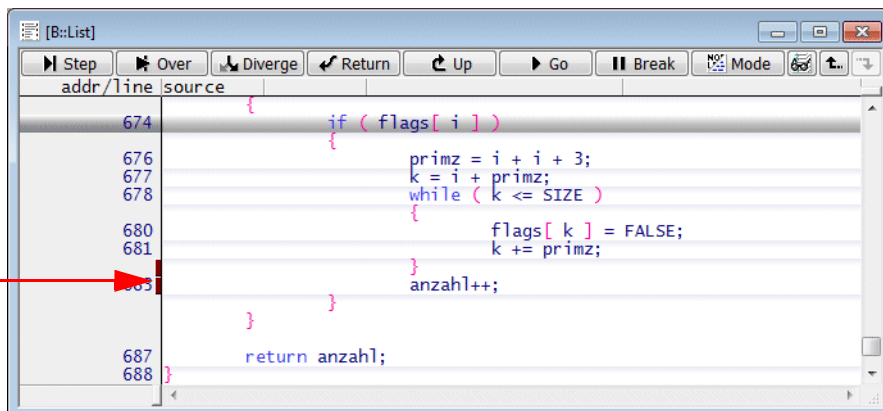 [B::List]
Step Over Diverge Return Up Go Break Mode t..
addr/line source
{
674 if ( flags[ i ] )
{
676 primz = i + i + 3;
677 k = i + primz;
678 while ( k <= SIZE )
{
680 flags[ k ] = FALSE;
681 k += primz;
}
683 anzahl++;
}
}
687 return anzahl;
688 }